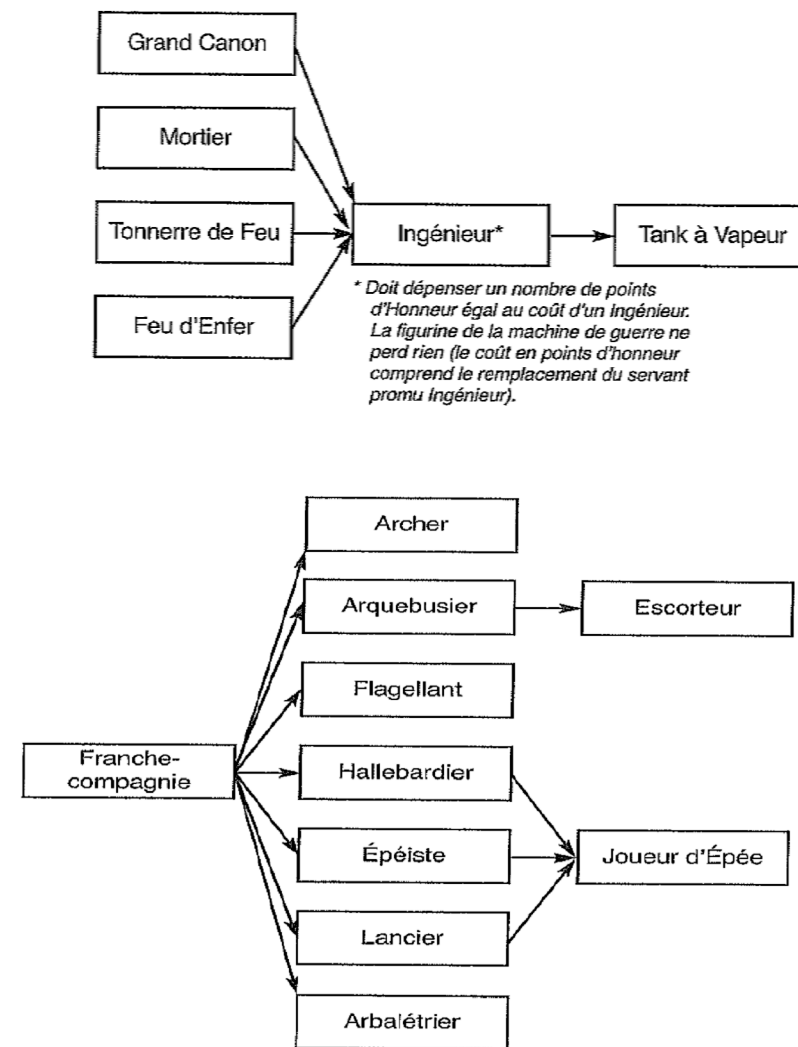 Grand Canon
Mortier
Tonnerre de Feu
Ingénieur*
Tank à Vapeur
Feu d'Enfer
* Doit dépenser un nombre de points
d'Honneur égal au coût d'un ingénieur.
La figurine de la machine de guerre ne
perd rien (le coût en points d'honneur
comprend le remplacement du servant
promu Ingénieur).
Archer
Arquebusier
Escorteur
Flagellant
Franche-
compagnie
Hallebardier
Épéiste
Joueur d'Épée
Lancier
Arbalétrier